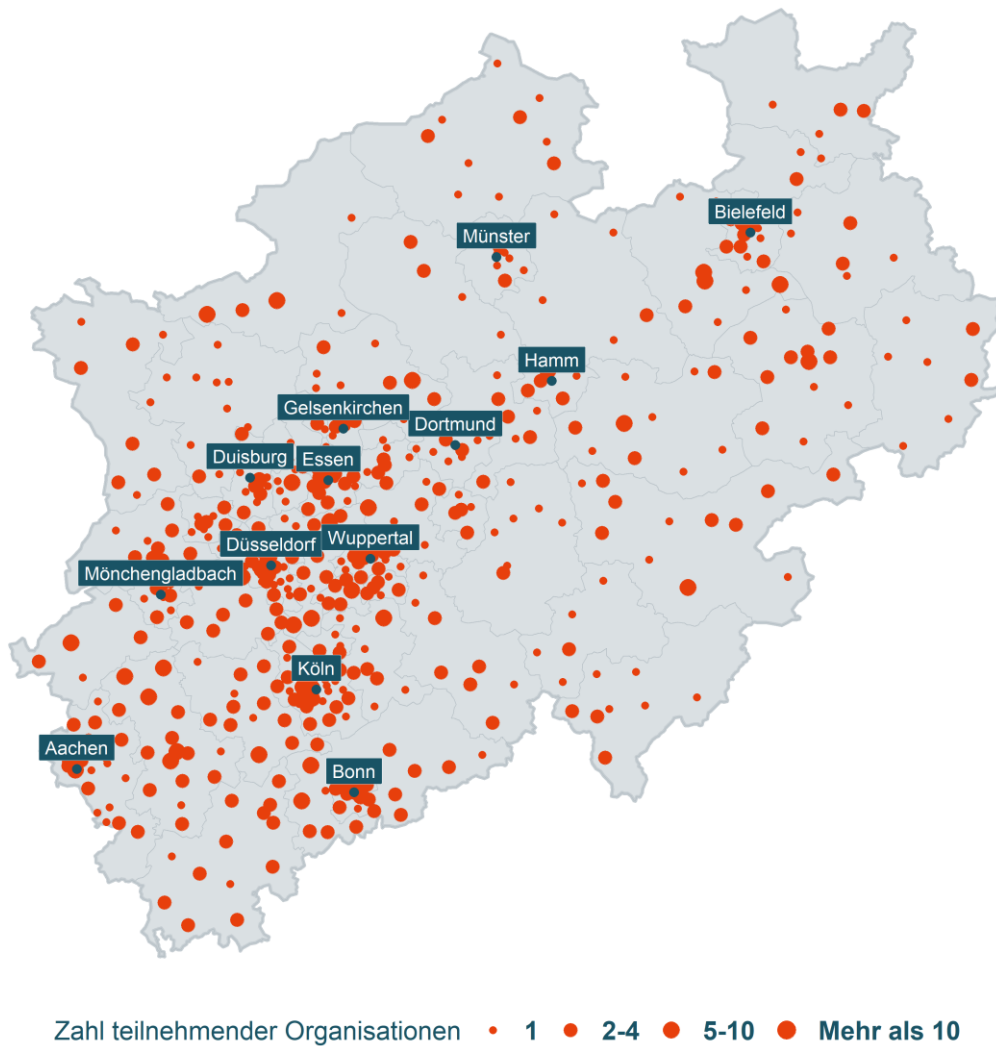 Bielefeld
Münster
Hamm
Gelsenkirchen
Dortmund
Duisburg
Essen
Düsseldorf
Wuppertal
Mönchengladbach
Köln
Aachen
Bonn
Zahl teilnehmender Organisationen 1 2-4 5-10 Mehr als 10